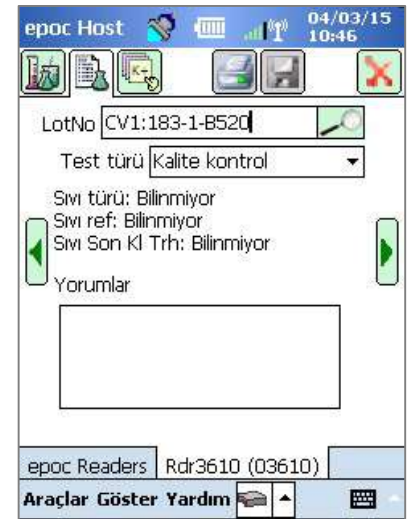 epoc Host 04/03/15
10:46
K+
LotNo CV1:183-1-B520
Test türü Kalite kontrol
Sıvı türü: Bilinmiyor
Sıvı ref: Bilinmiyor
Sıvı Son Kl Trh: Bilinmiyor
Yorumlar
epoc Readers Rdr3610 (03610)
Araçlar Göster Yardım